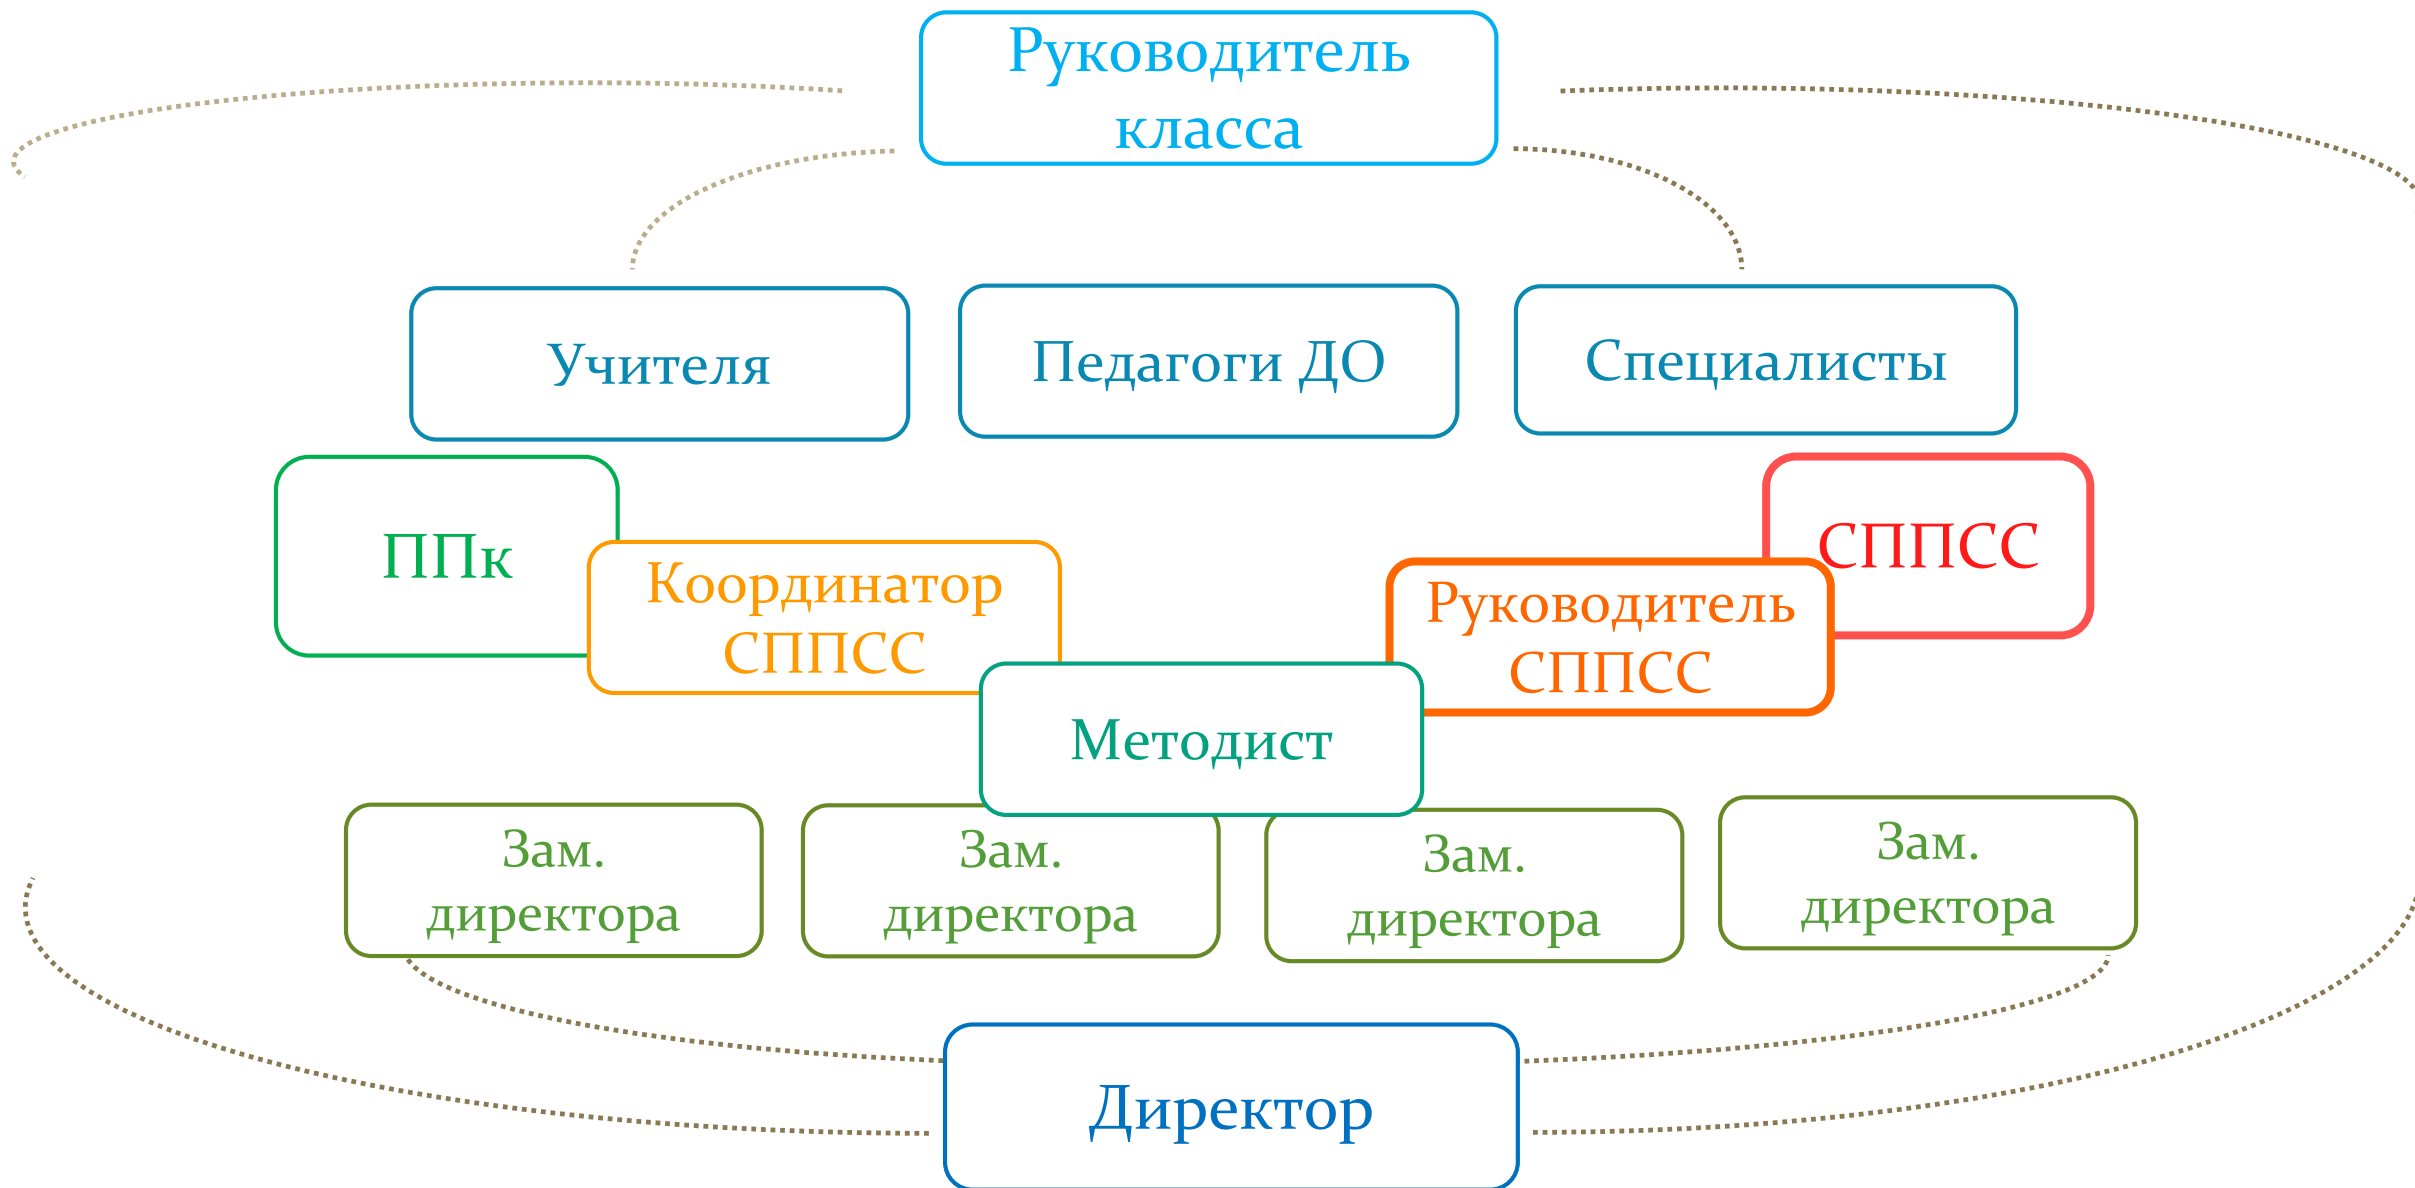 Руководитель
класса
Учителя
Педагоги ДО
Специалисты
ППк
СППСС
Координатор
СППСС
Руководитель
СППСС
Методист
Зам.
директора
Зам.
директора
Зам.
директора
Зам.
директора
Директор